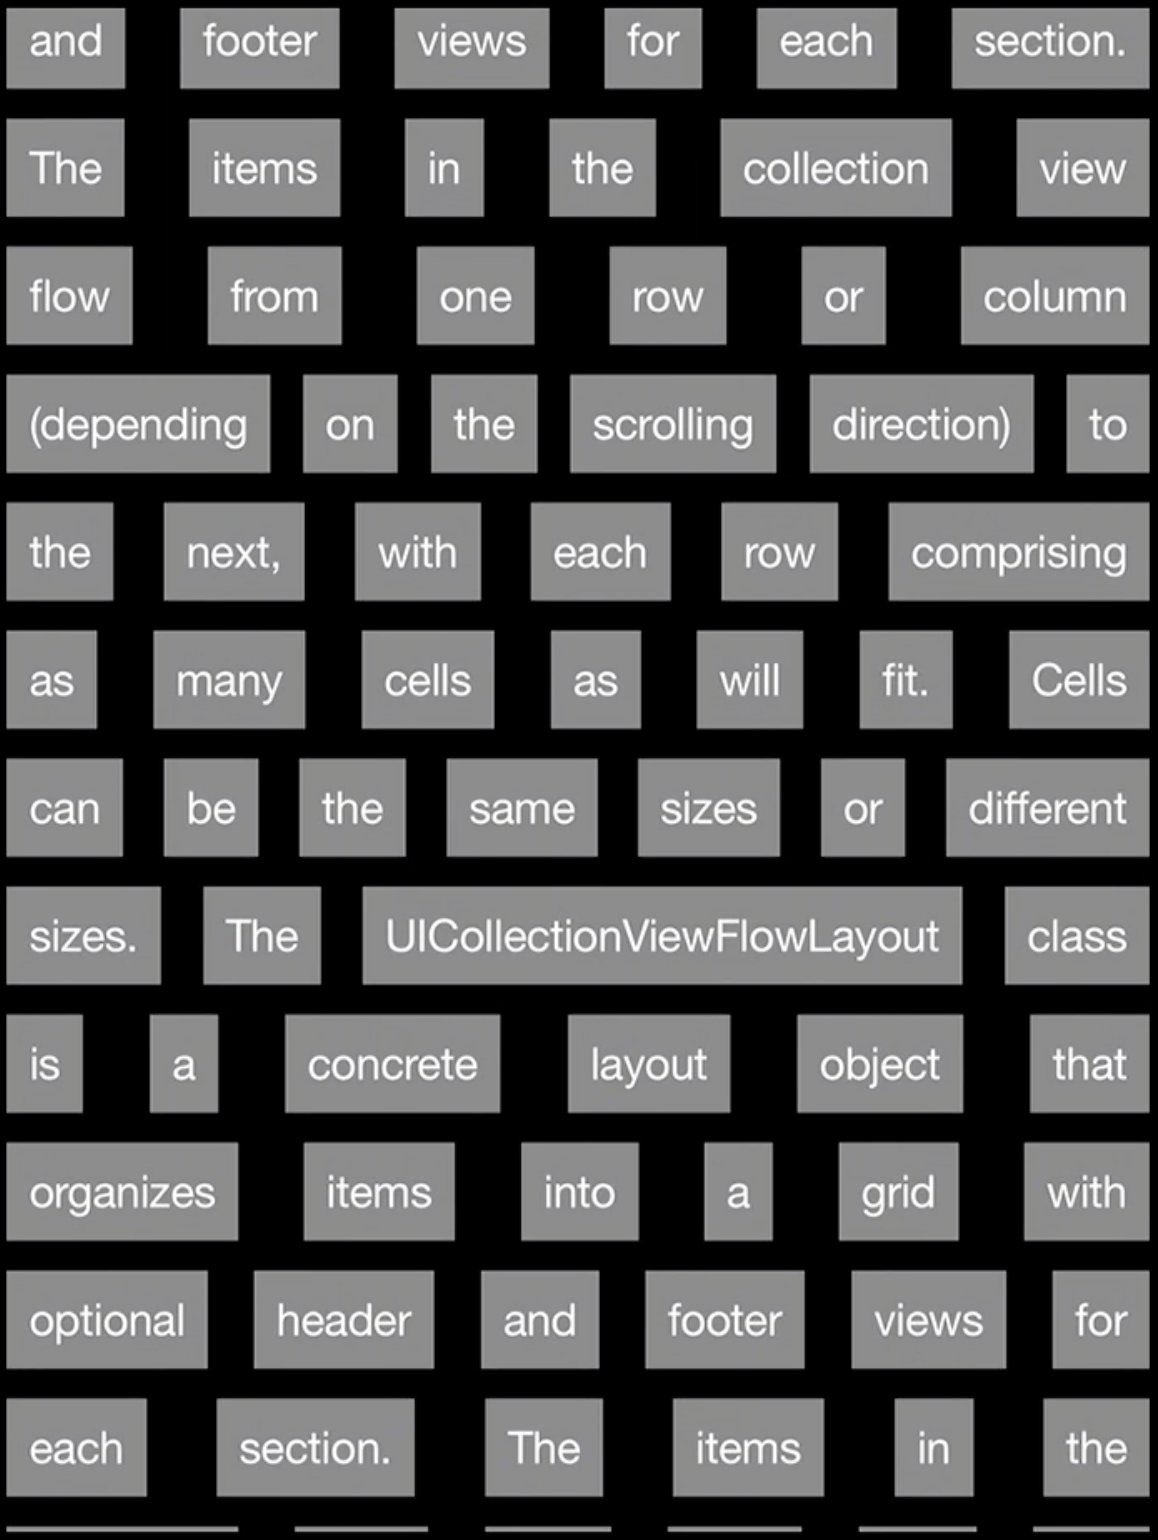 and footer views for each section.
The items in the collection view
flow from one row or column
(depending on the scrolling direction) to
the next, with each row comprising
as many cells as will fit. Cells
can be the same sizes or different
sizes. The UICollectionViewFlowLayout class
is a concrete layout object that
organizes items into a grid with
optional header and footer views for
each section. The items in the